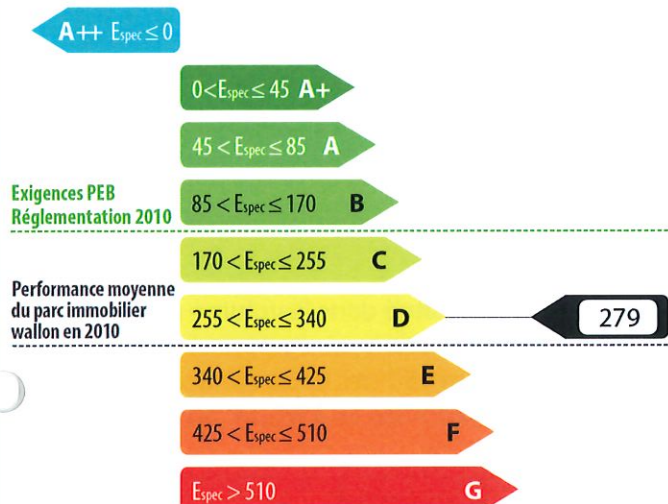 A++ Espec ≤ 0
0 < Espec ≤ 45 A+
45 < Espec ≤ 85 A
Exigences PEB
Réglementation 2010
85 < Espec ≤ 170 B
170 < Espec ≤ 255 C
Performance moyenne
du parc immobilier
wallon en 2010
255 < Espec ≤ 340 D
279
340 < Espec ≤ 425 E
425 < Espec ≤ 510 F
Espec > 510 G